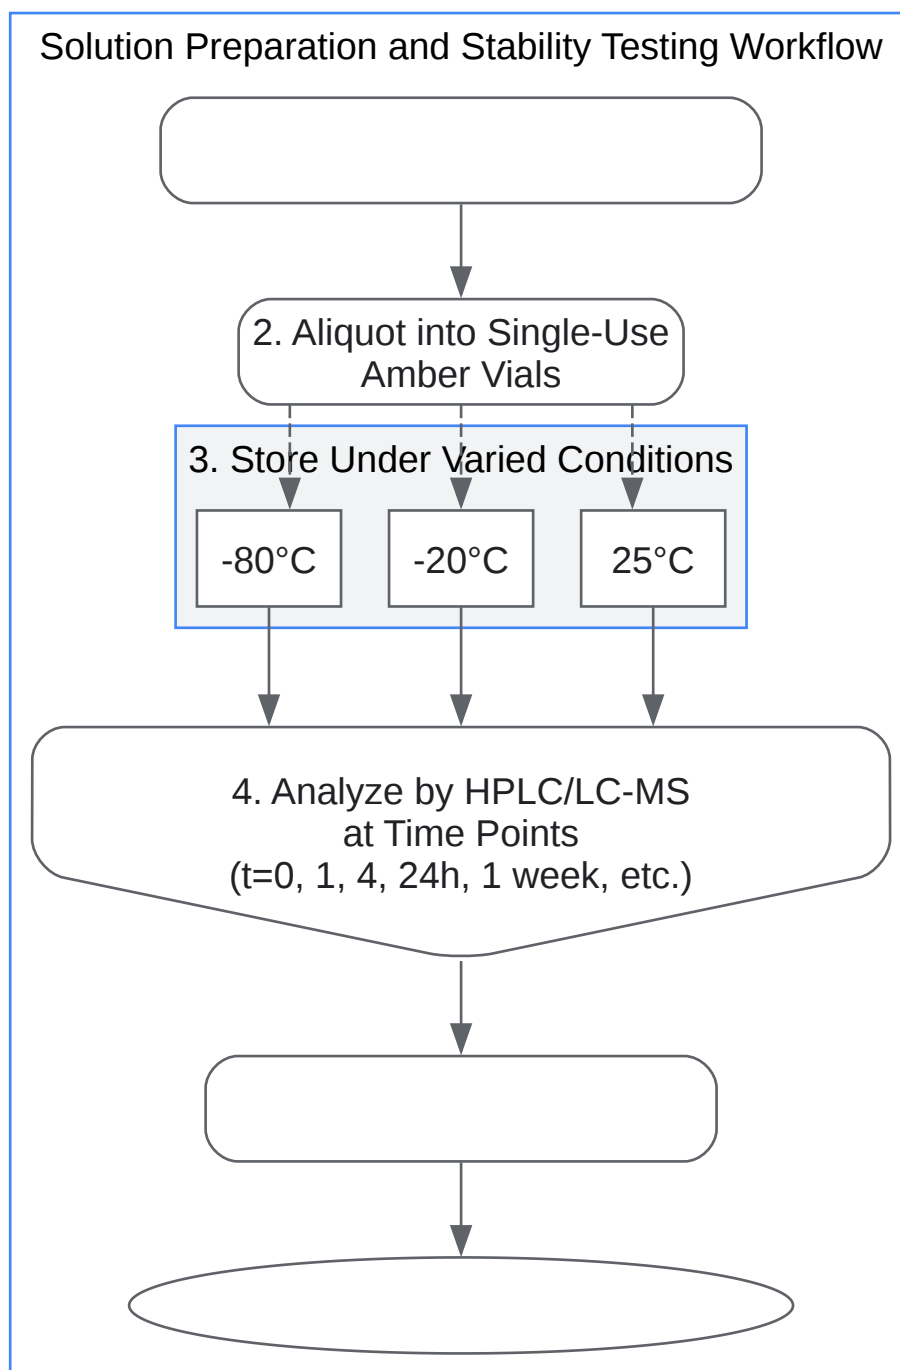 Solution Preparation and Stability Testing Workflow
2. Aliquot into Single-Use
Amber Vials
3. Store Under Varied Conditions
-80°C
-20°C
25°C
4. Analyze by HPLC/LC-MS
at Time Points
(t=0, 1, 4, 24h, 1 week, etc.)